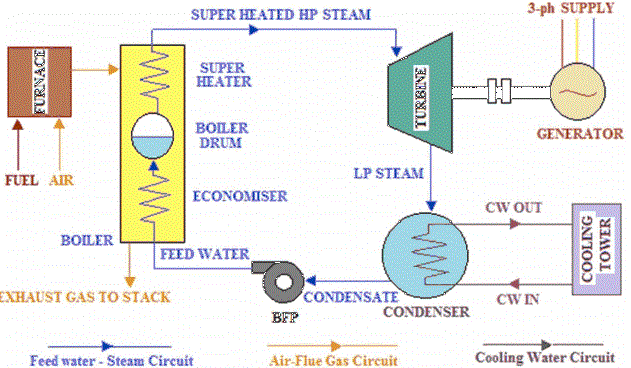 SUPER HEATED HP STEAM
3-ph SUPPLY
FURNACE
SUPER
HEATER
TURBINE
BOILER
DRUM
GENERATOR
FUEL
AIR
LP STEAM
ECONOMISER
CW OUT
COOLING
TOWER
BOILER
FEED WATER
EXHAUST GAS TO STACK
CONDENSATE
CW IN
CONDENSER
BFP
Feed water - Steam Circuit
Air-Flue Gas Circuit
Cooling Water Circuit